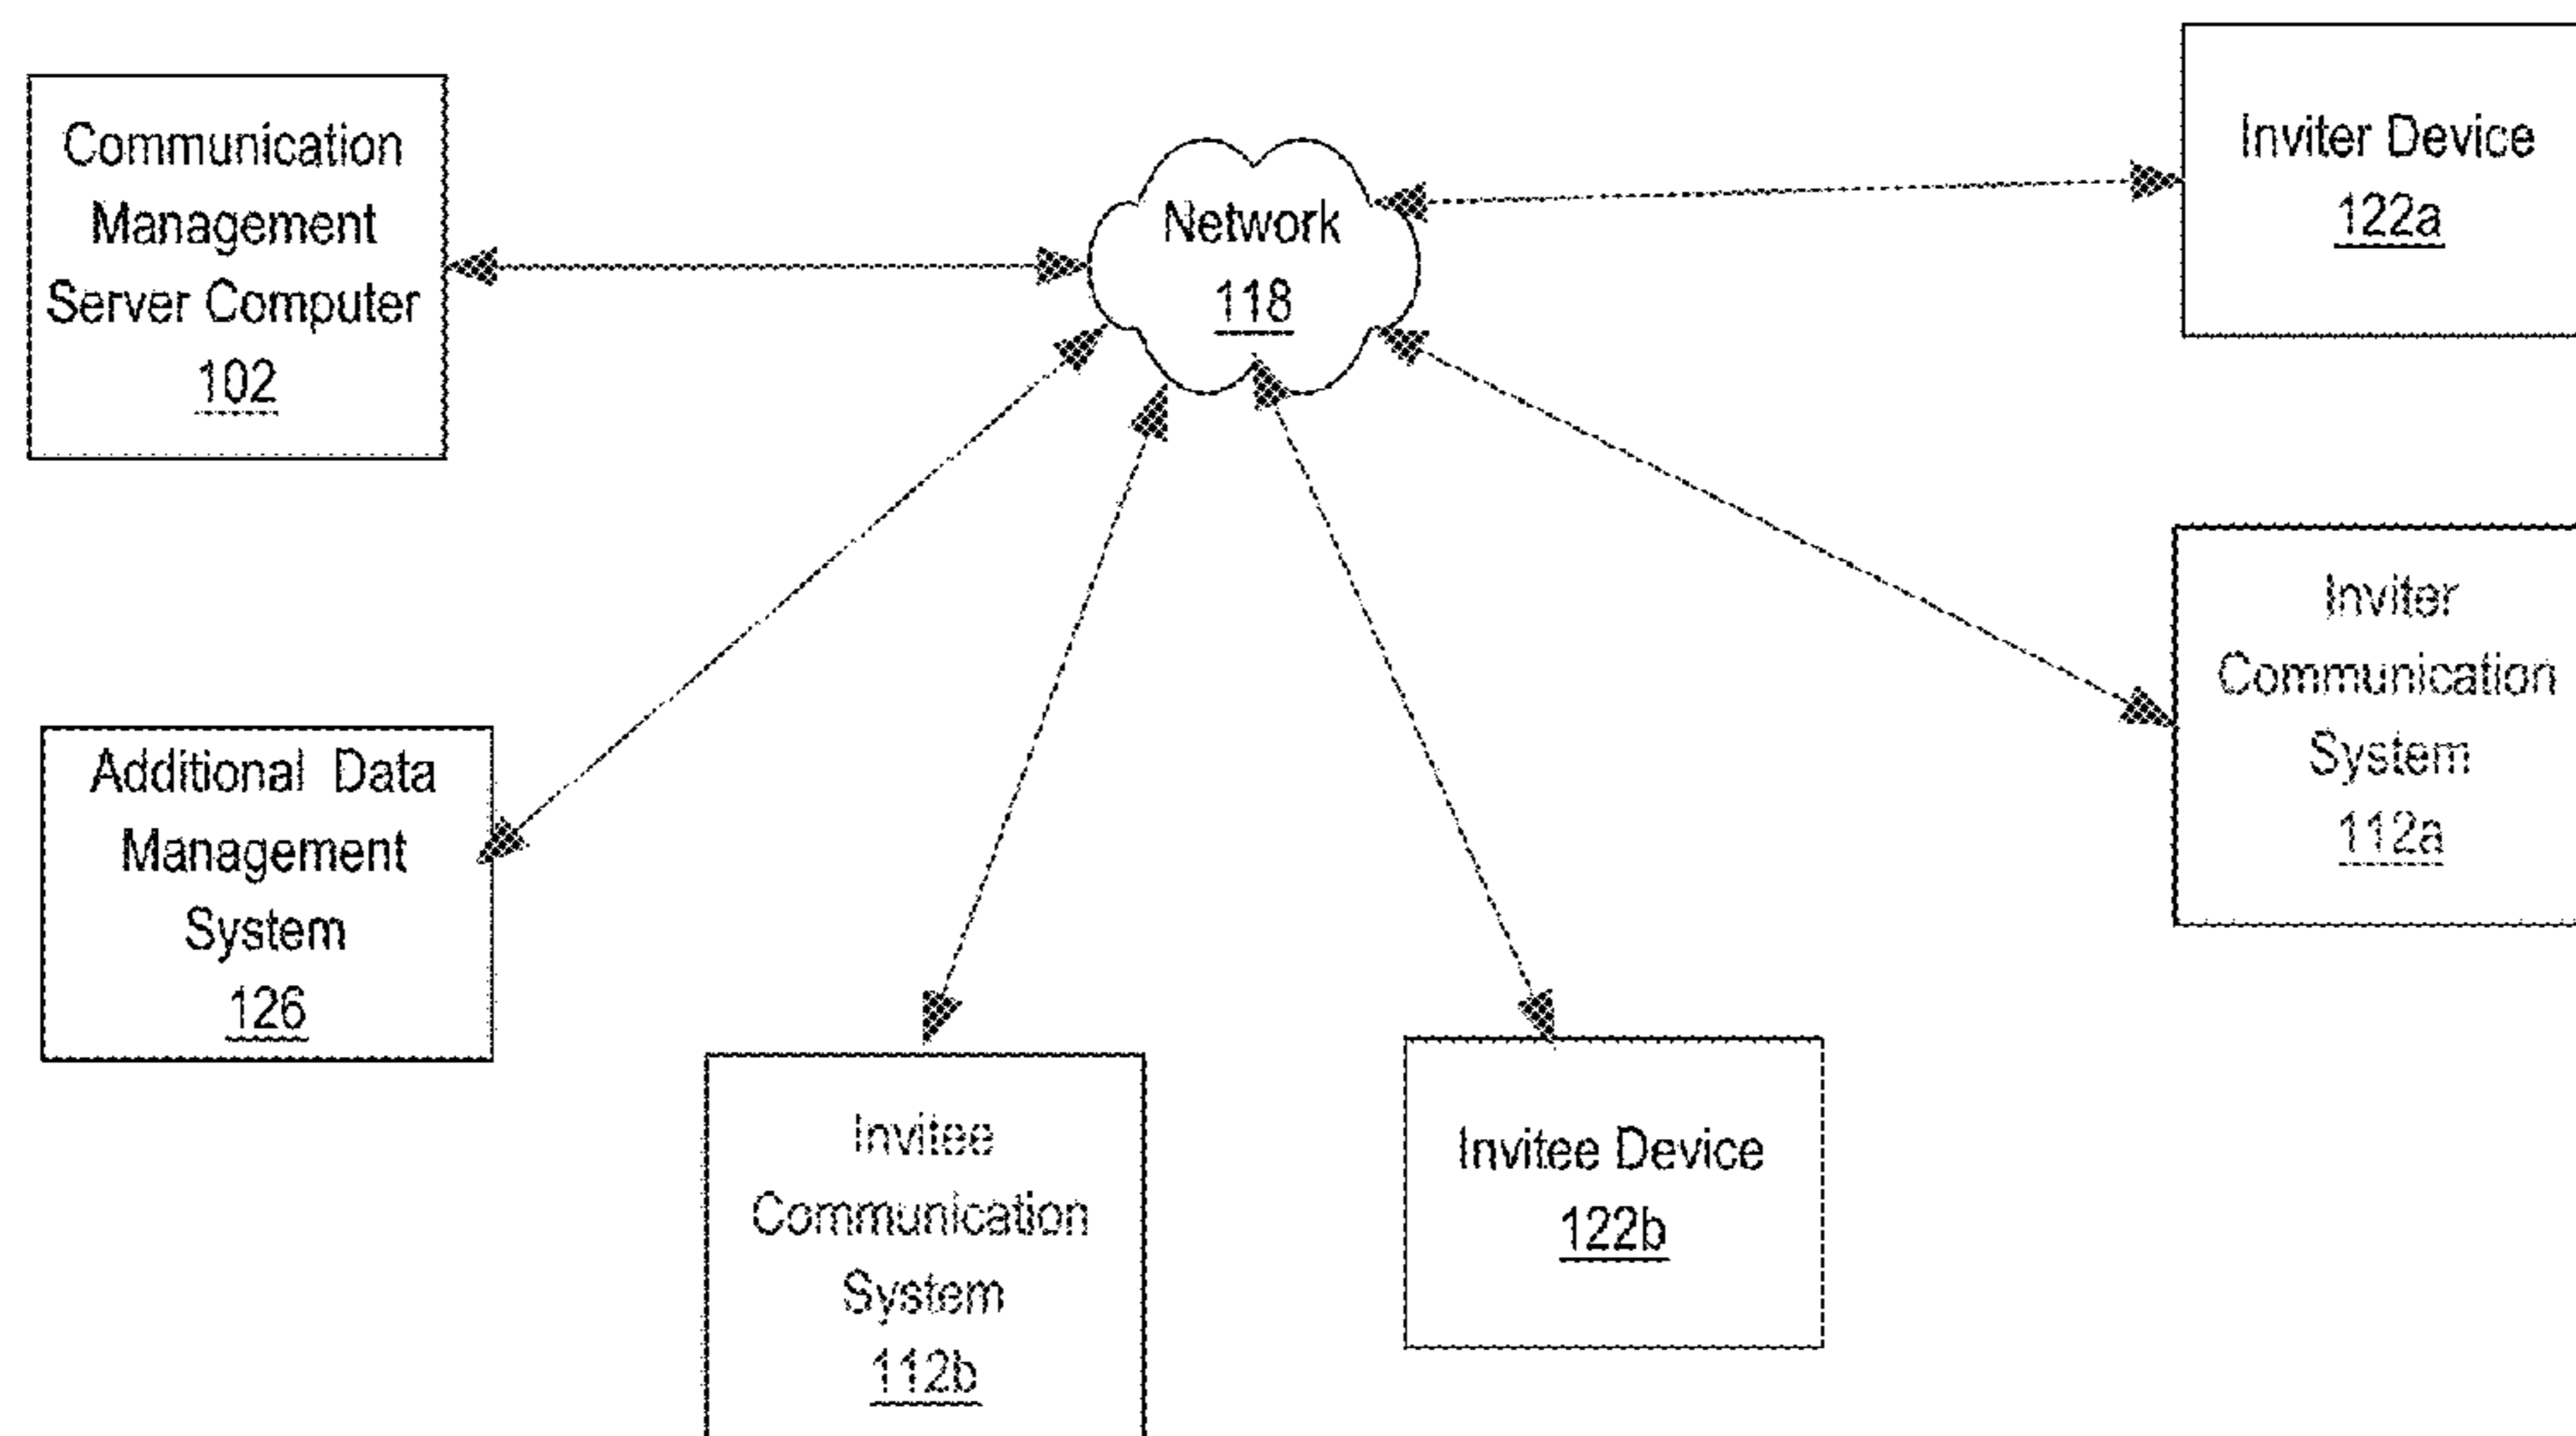 Communication
Management
Server Computer
102
Network
118
Inviter Device
122a
Inviter
Communication
System
112a
Additional Data
Management
System
126
Invitee
Communication
System
112b
Invitee Device
122b